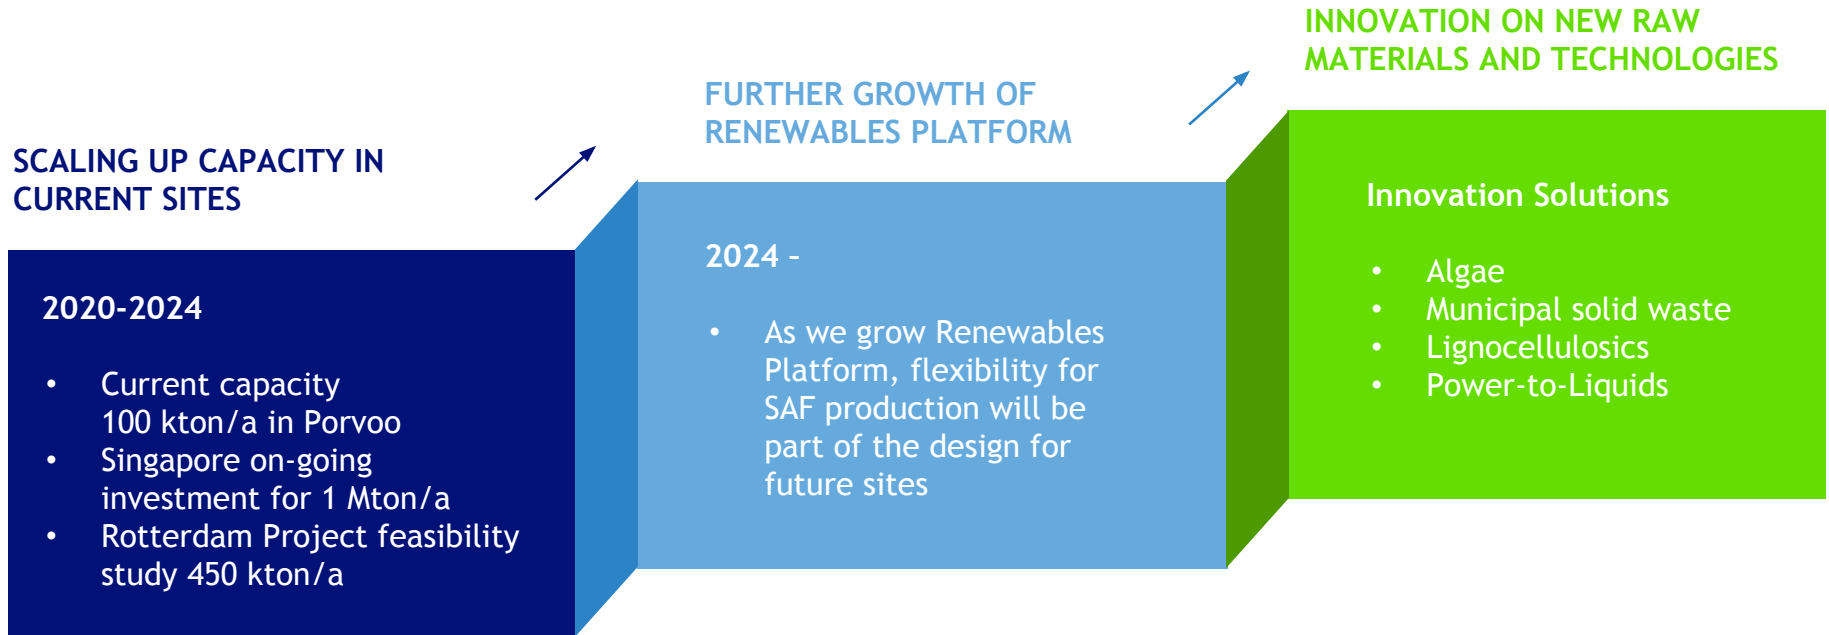 SCALING UP CAPACITY IN
CURRENT SITES
2020-2024
• Current capacity
100 kton/a in Porvoo
• Singapore on-going
investment for 1 Mton/a
• Rotterdam Project feasibility
study 450 kton/a
FURTHER GROWTH OF
RENEWABLES PLATFORM
2024 –
• As we grow Renewables
Platform, flexibility for
SAF production will be
part of the design for
future sites
INNOVATION ON NEW RAW
MATERIALS AND TECHNOLOGIES
Innovation Solutions
• Algae
• Municipal solid waste
• Lignocellulosics
• Power-to-Liquids